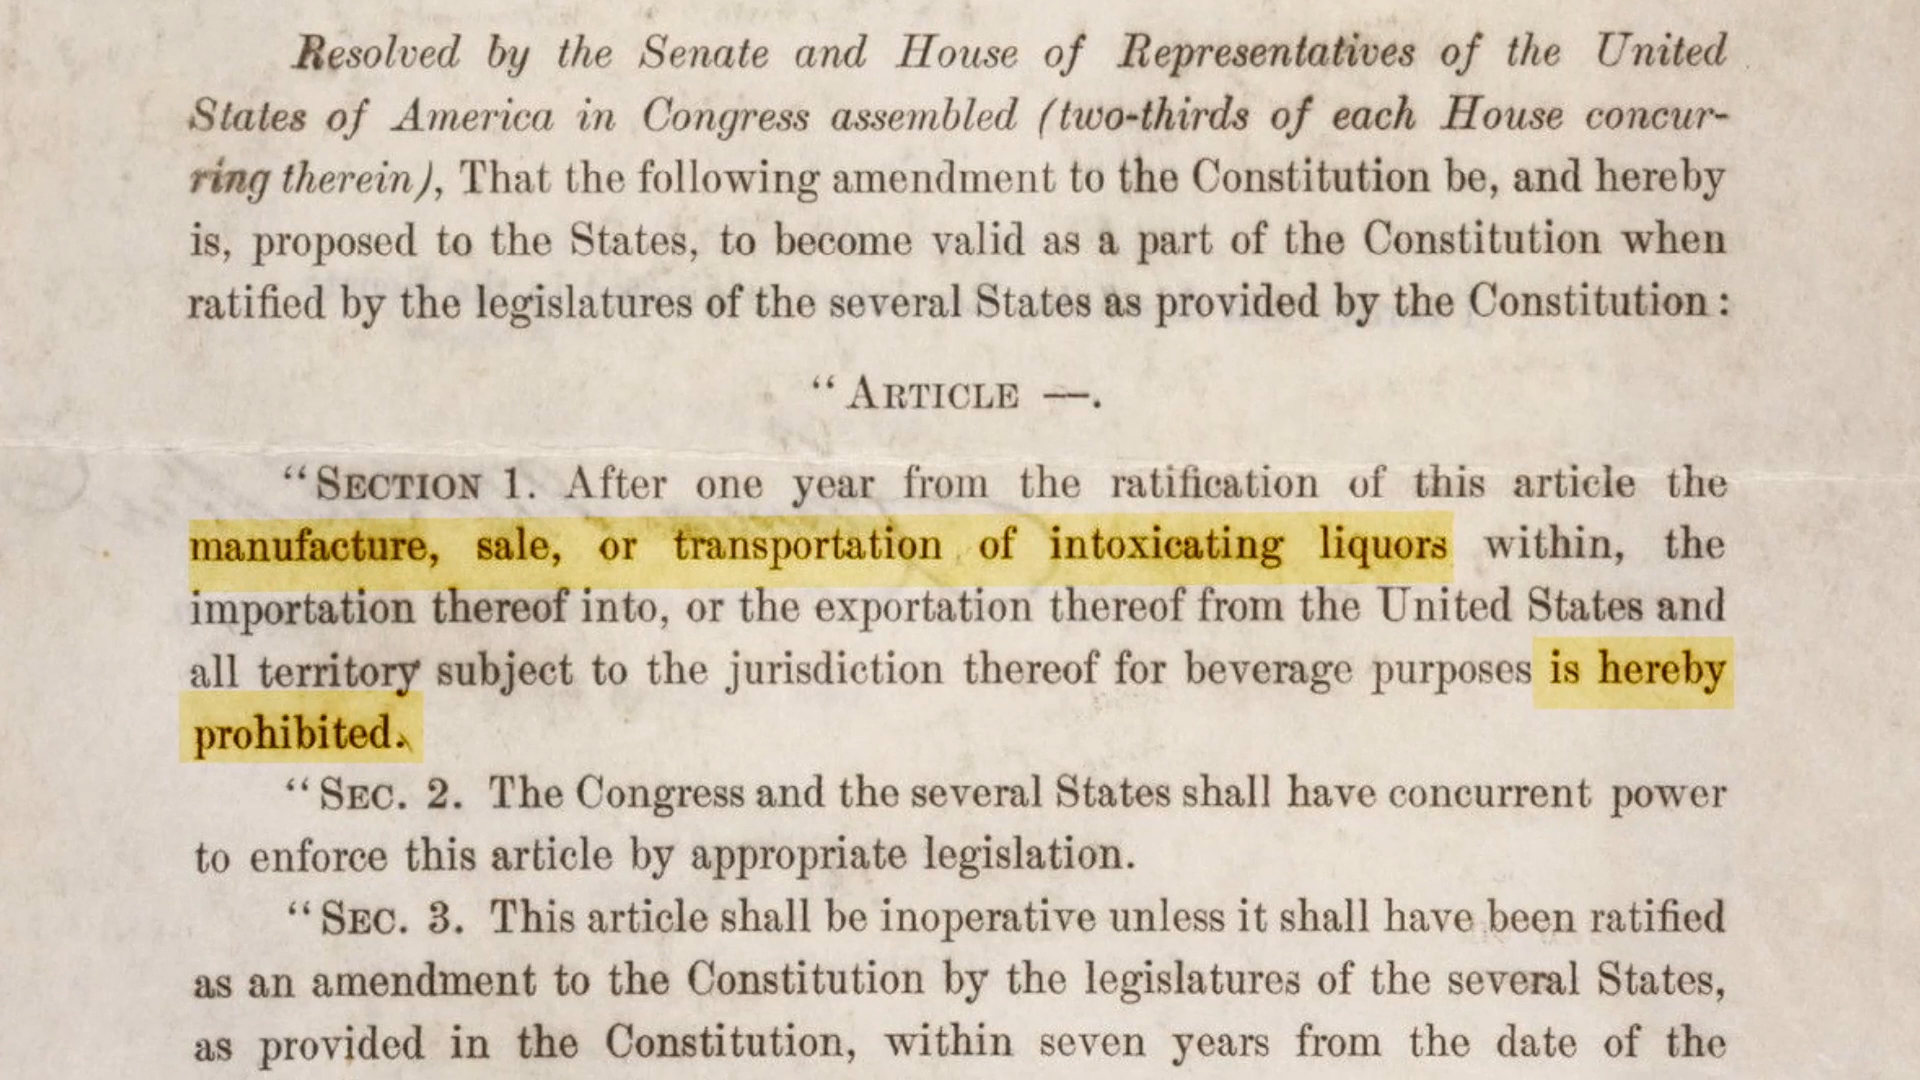 Resolved by the Senate and House of Representatives of the United
States of America in Congress assembled (two-thirds of each House concur-
ring therein), That the following amendment to the Constitution be, and hereby
is, proposed to the States, to become valid as a part of the Constitution when
ratified by the legislatures of the several States as provided by the Constitution:
“ARTICLE —.
“SECTION 1. After one year from the ratification of this article the
manufacture, sale, or transportation of intoxicating liquors within, the
importation thereof into, or the exportation thereof from the United States and
all territory subject to the jurisdiction thereof for beverage purposes is hereby
prohibited.
“SEC. 2. The Congress and the several States shall have concurrent power
to enforce this article by appropriate legislation.
“SEC. 3. This article shall be inoperative unless it shall have been ratified
as an amendment to the Constitution by the legislatures of the several States,
as provided in the Constitution, within seven years from the date of the